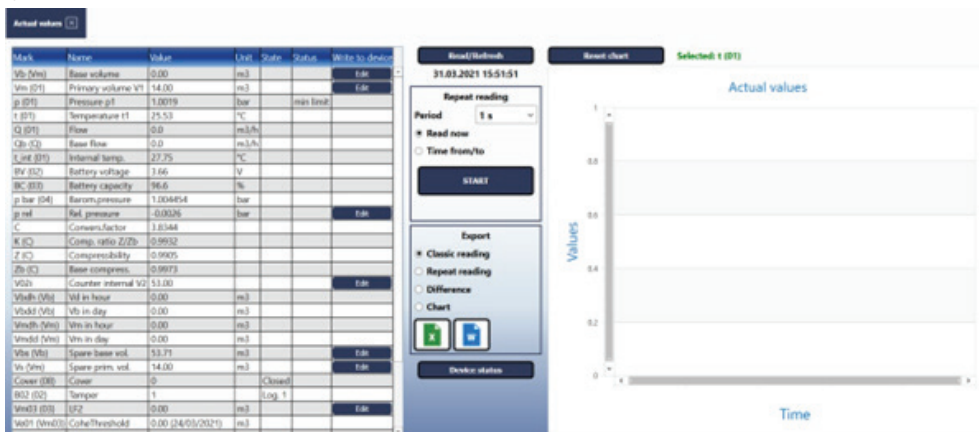 Actual values
Mark Name Value Unit State Status Write to device
Vb (Vm) Base volume 0.00 m3 Edit
Vm (01) Primary volume V1 14.00 m3 Edit
p (01) Pressure p1 1.0019 bar min limit
t (01) Temperature t1 25.53 °C
Q (01) Flow 0.0 m3/h
Qb (Q) Base flow 0.0 m3/h
t_int (01) Internal temp. 27.75 °C
BV (02) Battery voltage 3.66 V
BC (03) Battery capacity 96.6 %
p bar (04) Barom.pressure 1.004454 bar
p rel Rel. pressure -0.0026 bar Edit
C Convers.factor 3.8344
K (C) Comp. ratio Z/Zb 0.9932
Z (C) Compressibility 0.9905
Zb (C) Base compress. 0.9973
V02i Counter internal V2 53.00 Edit
Vbdh (Vb) in hour 0.00 m3
Vbdd (Vm) Vb in day 0.00 m3
Vmdh (Vm) Vm in hour 0.00 m3
Vmdd (Vm) Vm in day 0.00 m3
Vbs (Vb) Spare base vol. 53.71 m3 Edit
Vs (Vm) Spare prim. vol. 14.00 m3 Edit
Cover (08) Cover 0 Closed
B02 (02) Tamper 1 Log. 1
Vm03 (03) LF2 0.00 m3 Edit
CoheThreshold 0.00 (24/03/2021) m3
Read/Refresh
31.03.2021 15:51:51
Repeat reading
Period 1 s
Read now
Time from/to
START
Export
Classic reading
Repeat reading
Difference
Chart
X
W
Device status
Reset chart
Selected: t (01)
Actual values
1
0.8
0.6
0.4
0.2
0
Values
Time